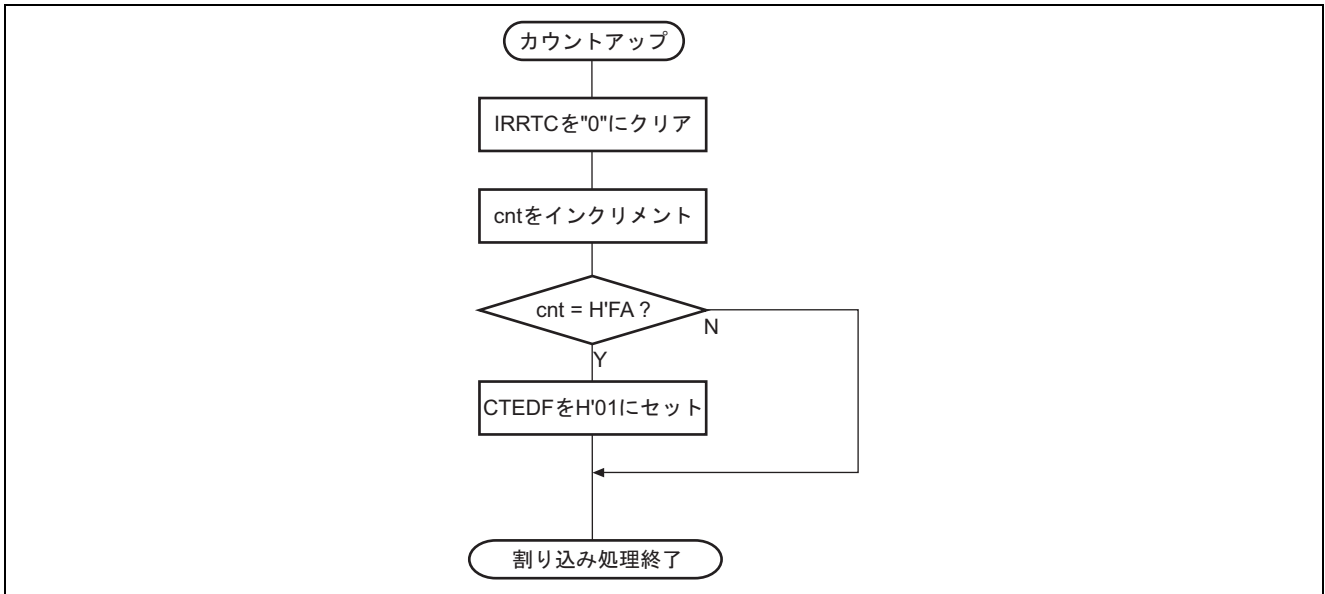 カウントアップ
IRRTCを"0"にクリア
cntをインクリメント
cnt = H'FA ?
N
Y
CTEDFをH'01にセット
割り込み処理終了